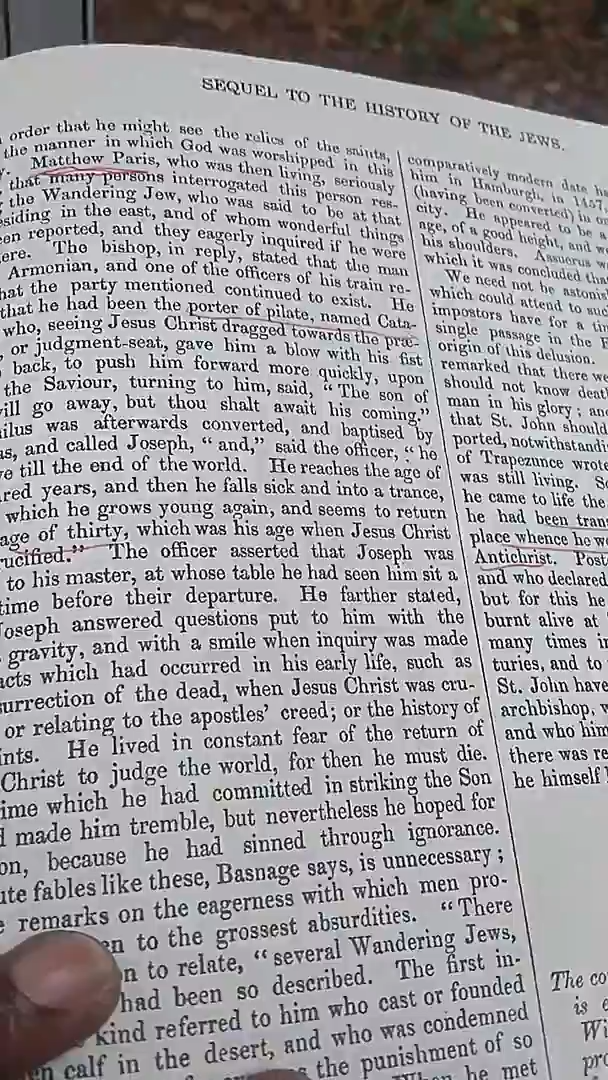 SEQUEL TO THE HISTORY OF THE JEWS.
order that he might see the relics of the saints,
the manner in which God was worshipped in this
Matthew Paris, who was then living, seriously
that many persons interrogated this person res-
the Wandering Jew, who was said to be at that
siding in the east, and of whom wonderful things
en reported, and they eagerly inquired if he were
ere. The bishop, in reply, stated that the man
Armenian, and one of the officers of his train re-
hat the party mentioned continued to exist. He
that he had been the porter of pilate, named Cata-
who, seeing Jesus Christ dragged towards the præ-
, or judgment-seat, gave him a blow with his fist
back, to push him forward more quickly, upon
the Saviour, turning to him, said, “The son of
ill go away, but thou shalt await his coming.”
ilus was afterwards converted, and baptised by
as, and called Joseph, “and,” said the officer, “he
ve till the end of the world. He reaches the age of
red years, and then he falls sick and into a trance,
which he grows young again, and seems to return
age of thirty, which was his age when Jesus Christ
rucified.” The officer asserted that Joseph was
to his master, at whose table he had seen him sit a
time before their departure. He farther stated,
oseph answered questions put to him with the
gravity, and with a smile when inquiry was made
acts which had occurred in his early life, such as
surrection of the dead, when Jesus Christ was cru-
or relating to the apostles’ creed; or the history of
ints. He lived in constant fear of the return of
Christ to judge the world, for then he must die.
ime which he had committed in striking the Son
d made him tremble, but nevertheless he hoped for
on, because he had sinned through ignorance.
ute fables like these, Basnage says, is unnecessary;
remarks on the eagerness with which men pro-
en to the grossest absurdities. “There
n to relate, “several Wandering Jews,
had been so described. The first in-
kind referred to him who cast or founded
en calf in the desert, and who was condemned
the punishment of so
he met
comparatively modern date h
him in Hamburgh, in 1457,
(having been converted) in
city. He appeared to be a
age, of a good height, and w
his shoulders. Assuerus w
which it was concluded tha
We need not be astoni
which could attend to suc
impostors have for a ti
single passage in the
origin of this delusion.
remarked that there we
should not know deat
man in his glory; an
that St. John should
ported, notwithstandi
of Trapezunce wrote
was still living. S
he came to life the
he had been tran
place whence he w
Antichrist. Post
and who declared
but for this he
burnt alive at
many times i
turies, and to
St. John have
archbishop, w
and who him
there was re
he himself
The co
is
Wi
pro